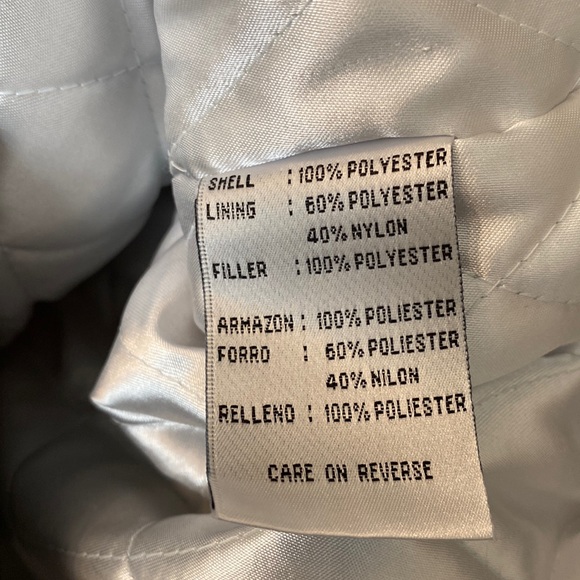 SHELL : 100% POLYESTER
LINING : 60% POLYESTER
40% NYLON
FILLER : 100% POLYESTER
ARMAZON : 100% POLIESTER
FORRO : 60% POLIESTER
40% NILON
RELLENO : 100% POLIESTER
CARE ON REVERSE